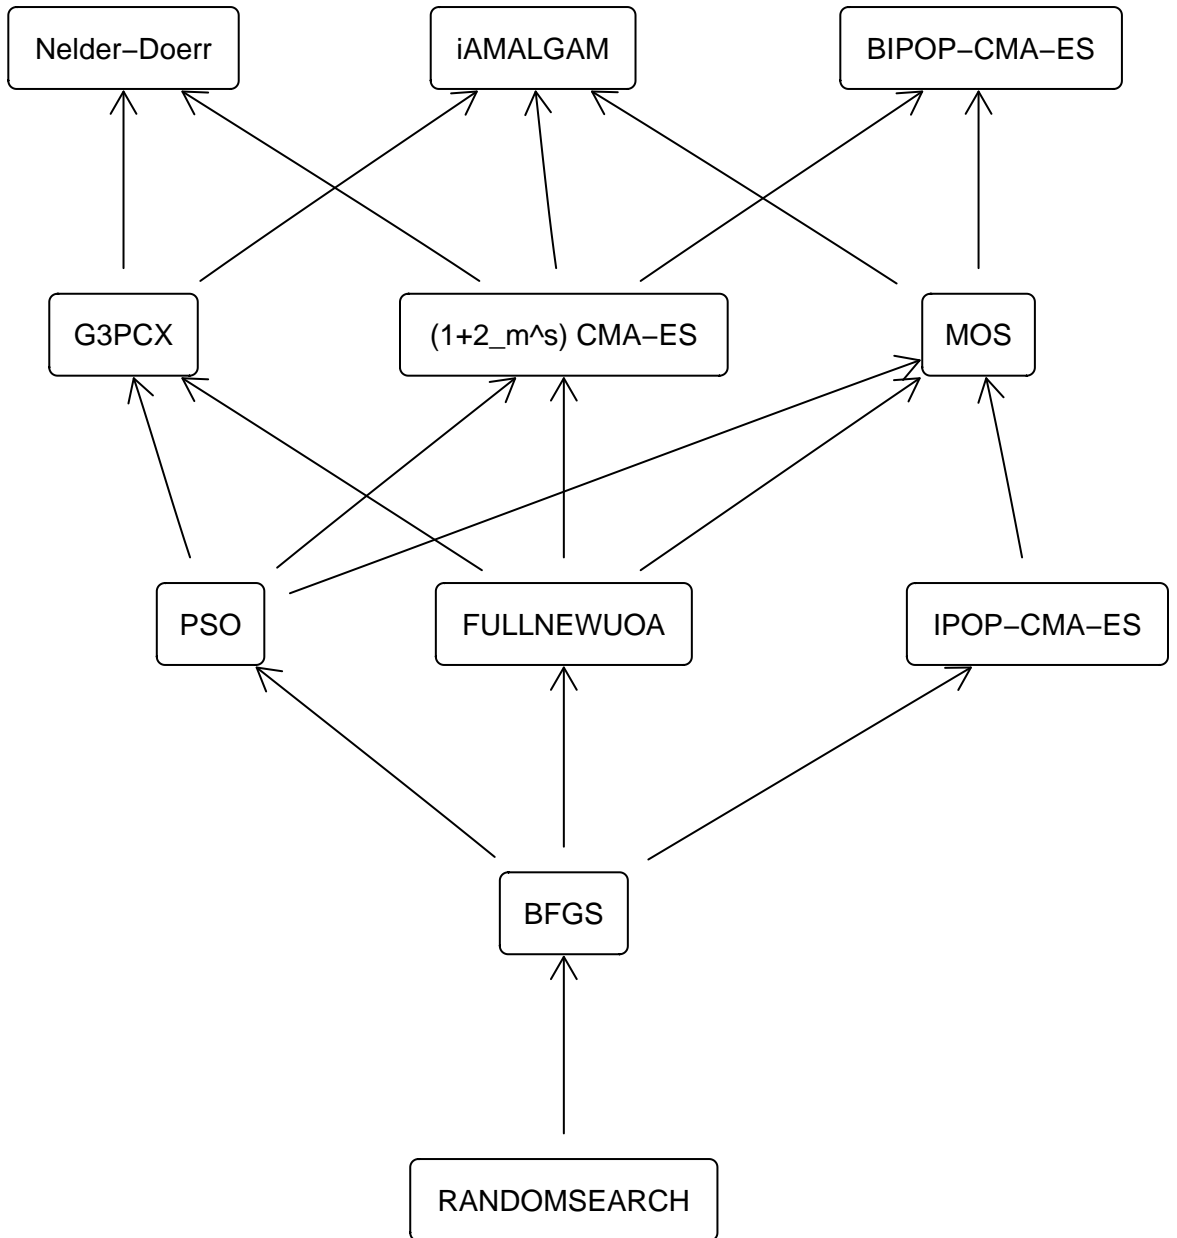 Nelder−Doerr
iAMALGAM
BIPOP−CMA−ES
G3PCX
(1+2_m^s) CMA−ES
MOS
PSO
FULLNEWUOA
IPOP−CMA−ES
BFGS
RANDOMSEARCH